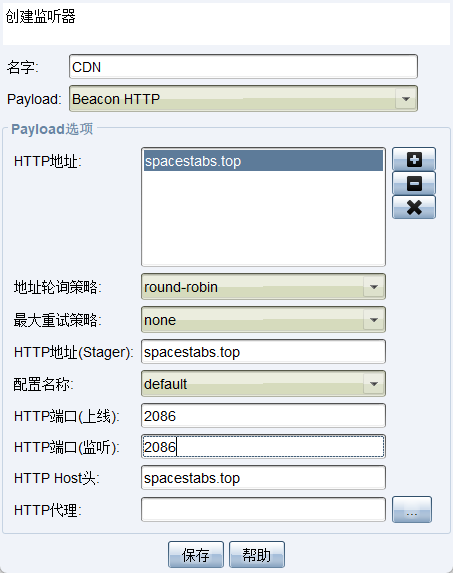 创建监听器
名字: CDN
Payload: Beacon HTTP
Payload选项
HTTP地址: spacestabs.top
地址轮询策略: round-robin
最大重试策略: none
HTTP地址(Stager): spacestabs.top
配置名称: default
HTTP端口(上线): 2086
HTTP端口(监听): 2086
HTTP Host头: spacestabs.top
HTTP代理: ...
保存 帮助